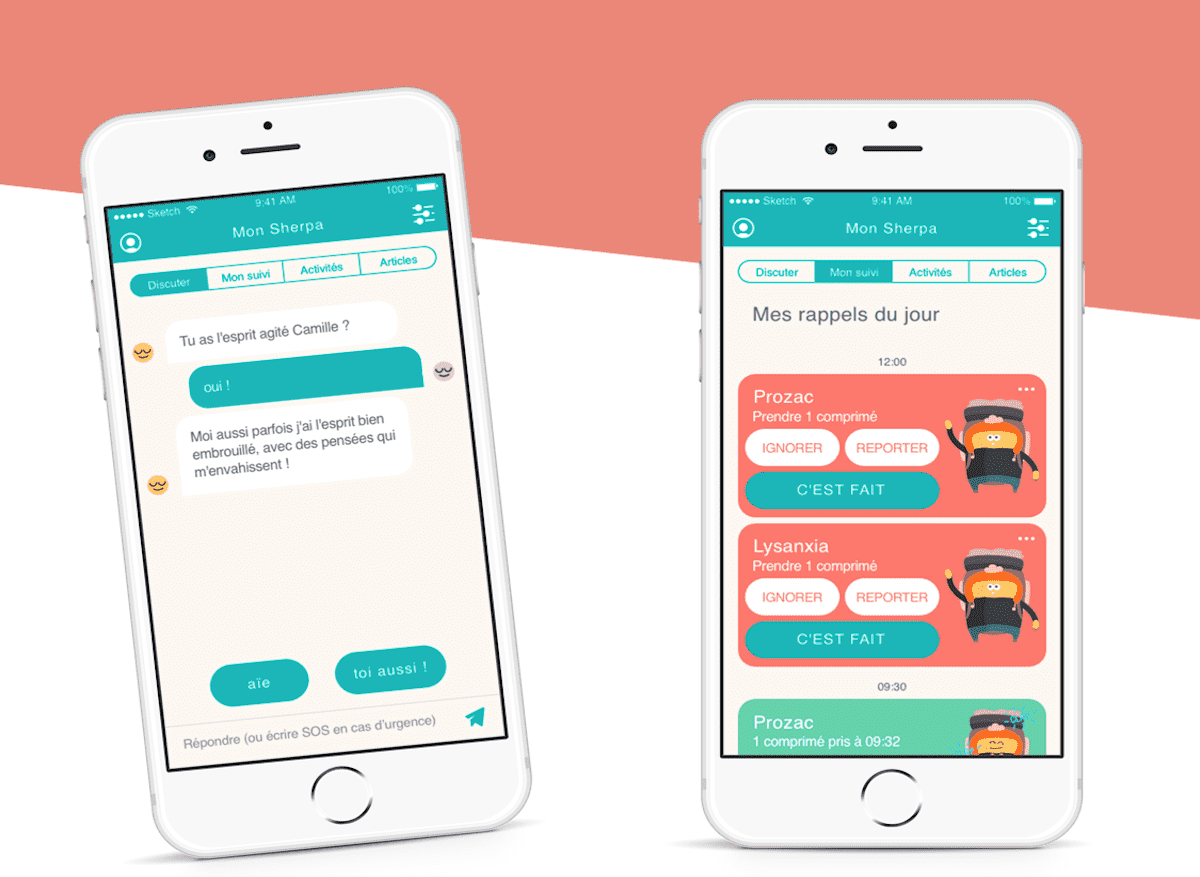 Sketch
9:41 AM
100%
Mon Sherpa
Discuter
Mon suivi
Activités
Articles
Tu as l'esprit agité Camille ?
oui !
Moi aussi parfois j'ai l'esprit bien
embrouillé, avec des pensées qui
m'envahissent !
aïe
toi aussi !
Répondre (ou écrire SOS en cas d'urgence)
Sketch
9:41 AM
100%
Mon Sherpa
Discuter
Mon suivi
Activités
Articles
Mes rappels du jour
12:00
Prozac
Prendre 1 comprimé
IGNORER
REPORTER
C'EST FAIT
Lysanxia
Prendre 1 comprimé
IGNORER
REPORTER
C'EST FAIT
09:30
Prozac
1 comprimé pris à 09:32